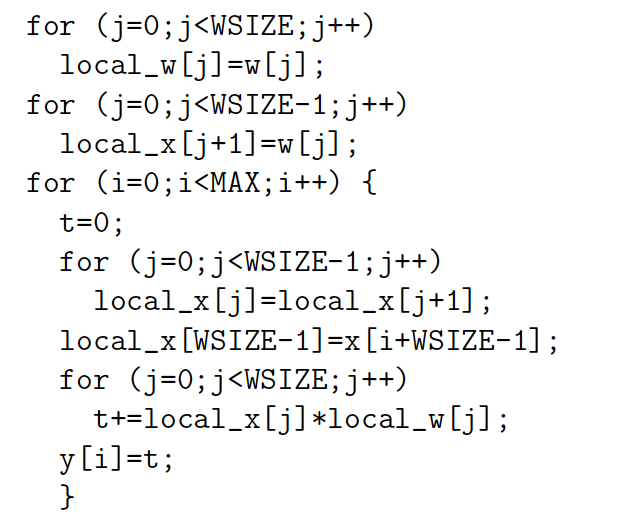 for (j=0;j<WSIZE;j++)
  local_w[j]=w[j];
for (j=0;j<WSIZE-1;j++)
  local_x[j+1]=w[j];
for (i=0;i<MAX;i++) {
  t=0;
  for (j=0;j<WSIZE-1;j++)
    local_x[j]=local_x[j+1];
  local_x[WSIZE-1]=x[i+WSIZE-1];
  for (j=0;j<WSIZE;j++)
    t+=local_x[j]*local_w[j];
  y[i]=t;
  }